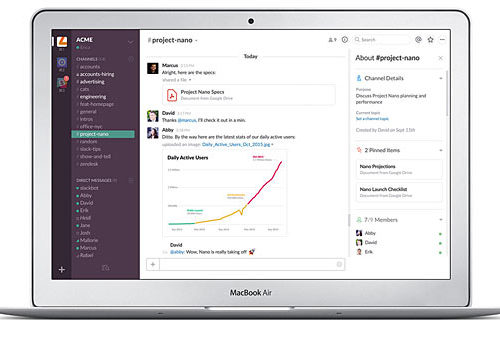 ACME
Erica
#project-nano
9
Search
CHANNELS
# accounts
# accounts-hiring
# advertising
# cats
# engineering
# feat-homepage
# general
# intros
# office-nyc
# project-nano
# random
# slack-tips
# show-and-tell
# zendesk
DIRECT MESSAGES
slackbot
Abby
David
Erik
Jane
Josh
Mallorie
Marcus
Rafael
Today
Marcus
Alright, here are the specs:
shared a file
Project Nano Specs
Document from Google Drive
David
Thanks @marcus, I'll check it out in a min.
Abby
Ditto. By the way here are the latest stats of our daily active users:
uploaded an image: Daily_Active_Users_Oct_2015.jpg
Daily Active Users
David
@abby: Wow, Nano is really taking off 🚀
About #project-nano
Channel Details
Purpose
Discuss Project Nano planning and
performance
Current topic
Set a channel topic
Created by David on Sept 15th
2 Pinned Items
Nano Projections
Document from Google Drive
Nano Launch Checklist
Document from Google Drive
7/9 Members
Abby
David
Erik
MacBook Air